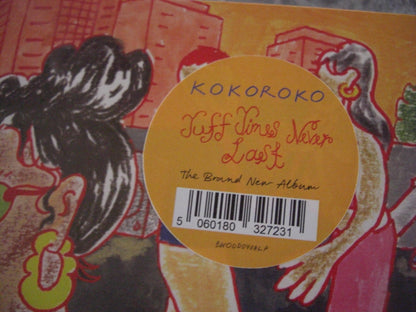 KOKOROKO
Tuff Times Never
Last
The Brand New Album
5 060180 327231